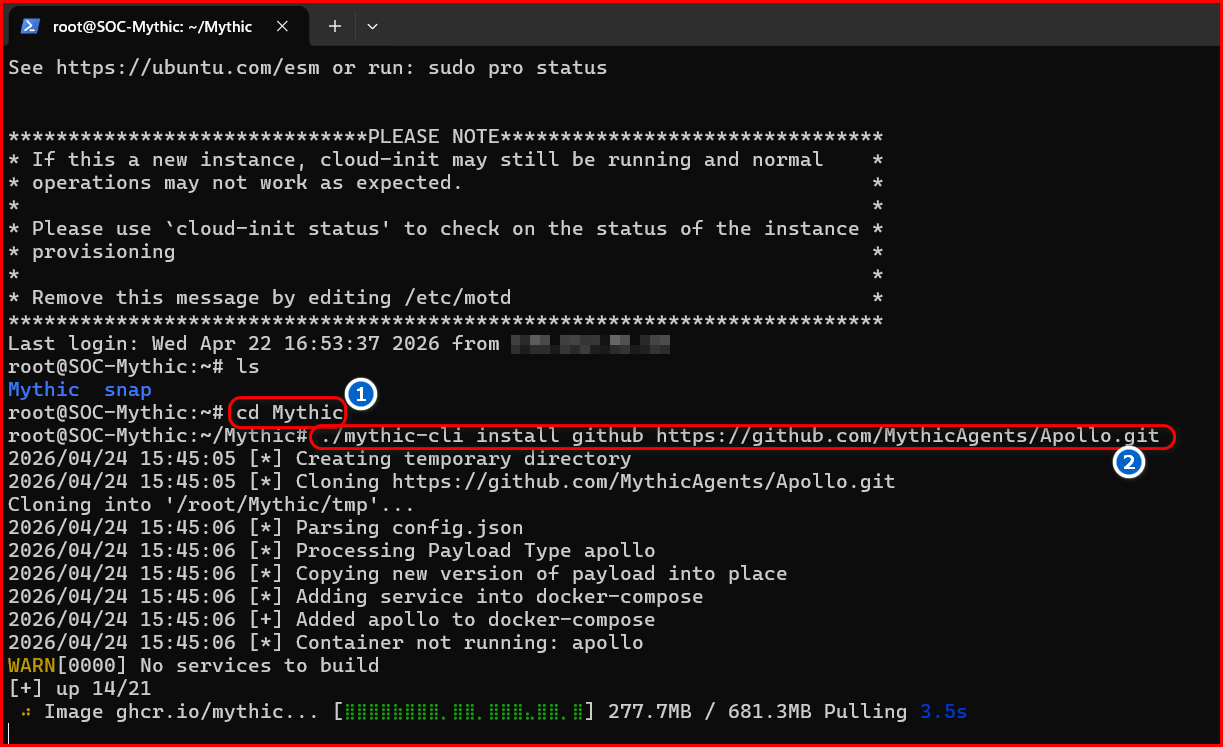 root@SOC-Mythic: ~/Mythic
See https://ubuntu.com/esm or run: sudo pro status
******************************PLEASE NOTE********************************
* If this a new instance, cloud-init may still be running and normal    *
* operations may not work as expected.                                  *
*                                                                       *
* Please use `cloud-init status' to check on the status of the instance *
* provisioning                                                          *
*                                                                       *
* Remove this message by editing /etc/motd                              *
*************************************************************************
Last login: Wed Apr 22 16:53:37 2026 from
root@SOC-Mythic:~# ls
Mythic  snap
root@SOC-Mythic:~# cd Mythic 1
root@SOC-Mythic:~/Mythic# ./mythic-cli install github https://github.com/MythicAgents/Apollo.git
2
2026/04/24 15:45:05 [*] Creating temporary directory
2026/04/24 15:45:05 [*] Cloning https://github.com/MythicAgents/Apollo.git
Cloning into '/root/Mythic/tmp'...
2026/04/24 15:45:06 [*] Parsing config.json
2026/04/24 15:45:06 [*] Processing Payload Type apollo
2026/04/24 15:45:06 [*] Copying new version of payload into place
2026/04/24 15:45:06 [*] Adding service into docker-compose
2026/04/24 15:45:06 [+] Added apollo to docker-compose
2026/04/24 15:45:06 [*] Container not running: apollo
WARN[0000] No services to build
[+] up 14/21
Image ghcr.io/mythic... [⣿⣿⣿⣿⣷⣿⣿⣿⣀⣿⣿⣀⣿⣿⣿⣄⣿⣿⣀⣿] 277.7MB / 681.3MB Pulling 3.5s